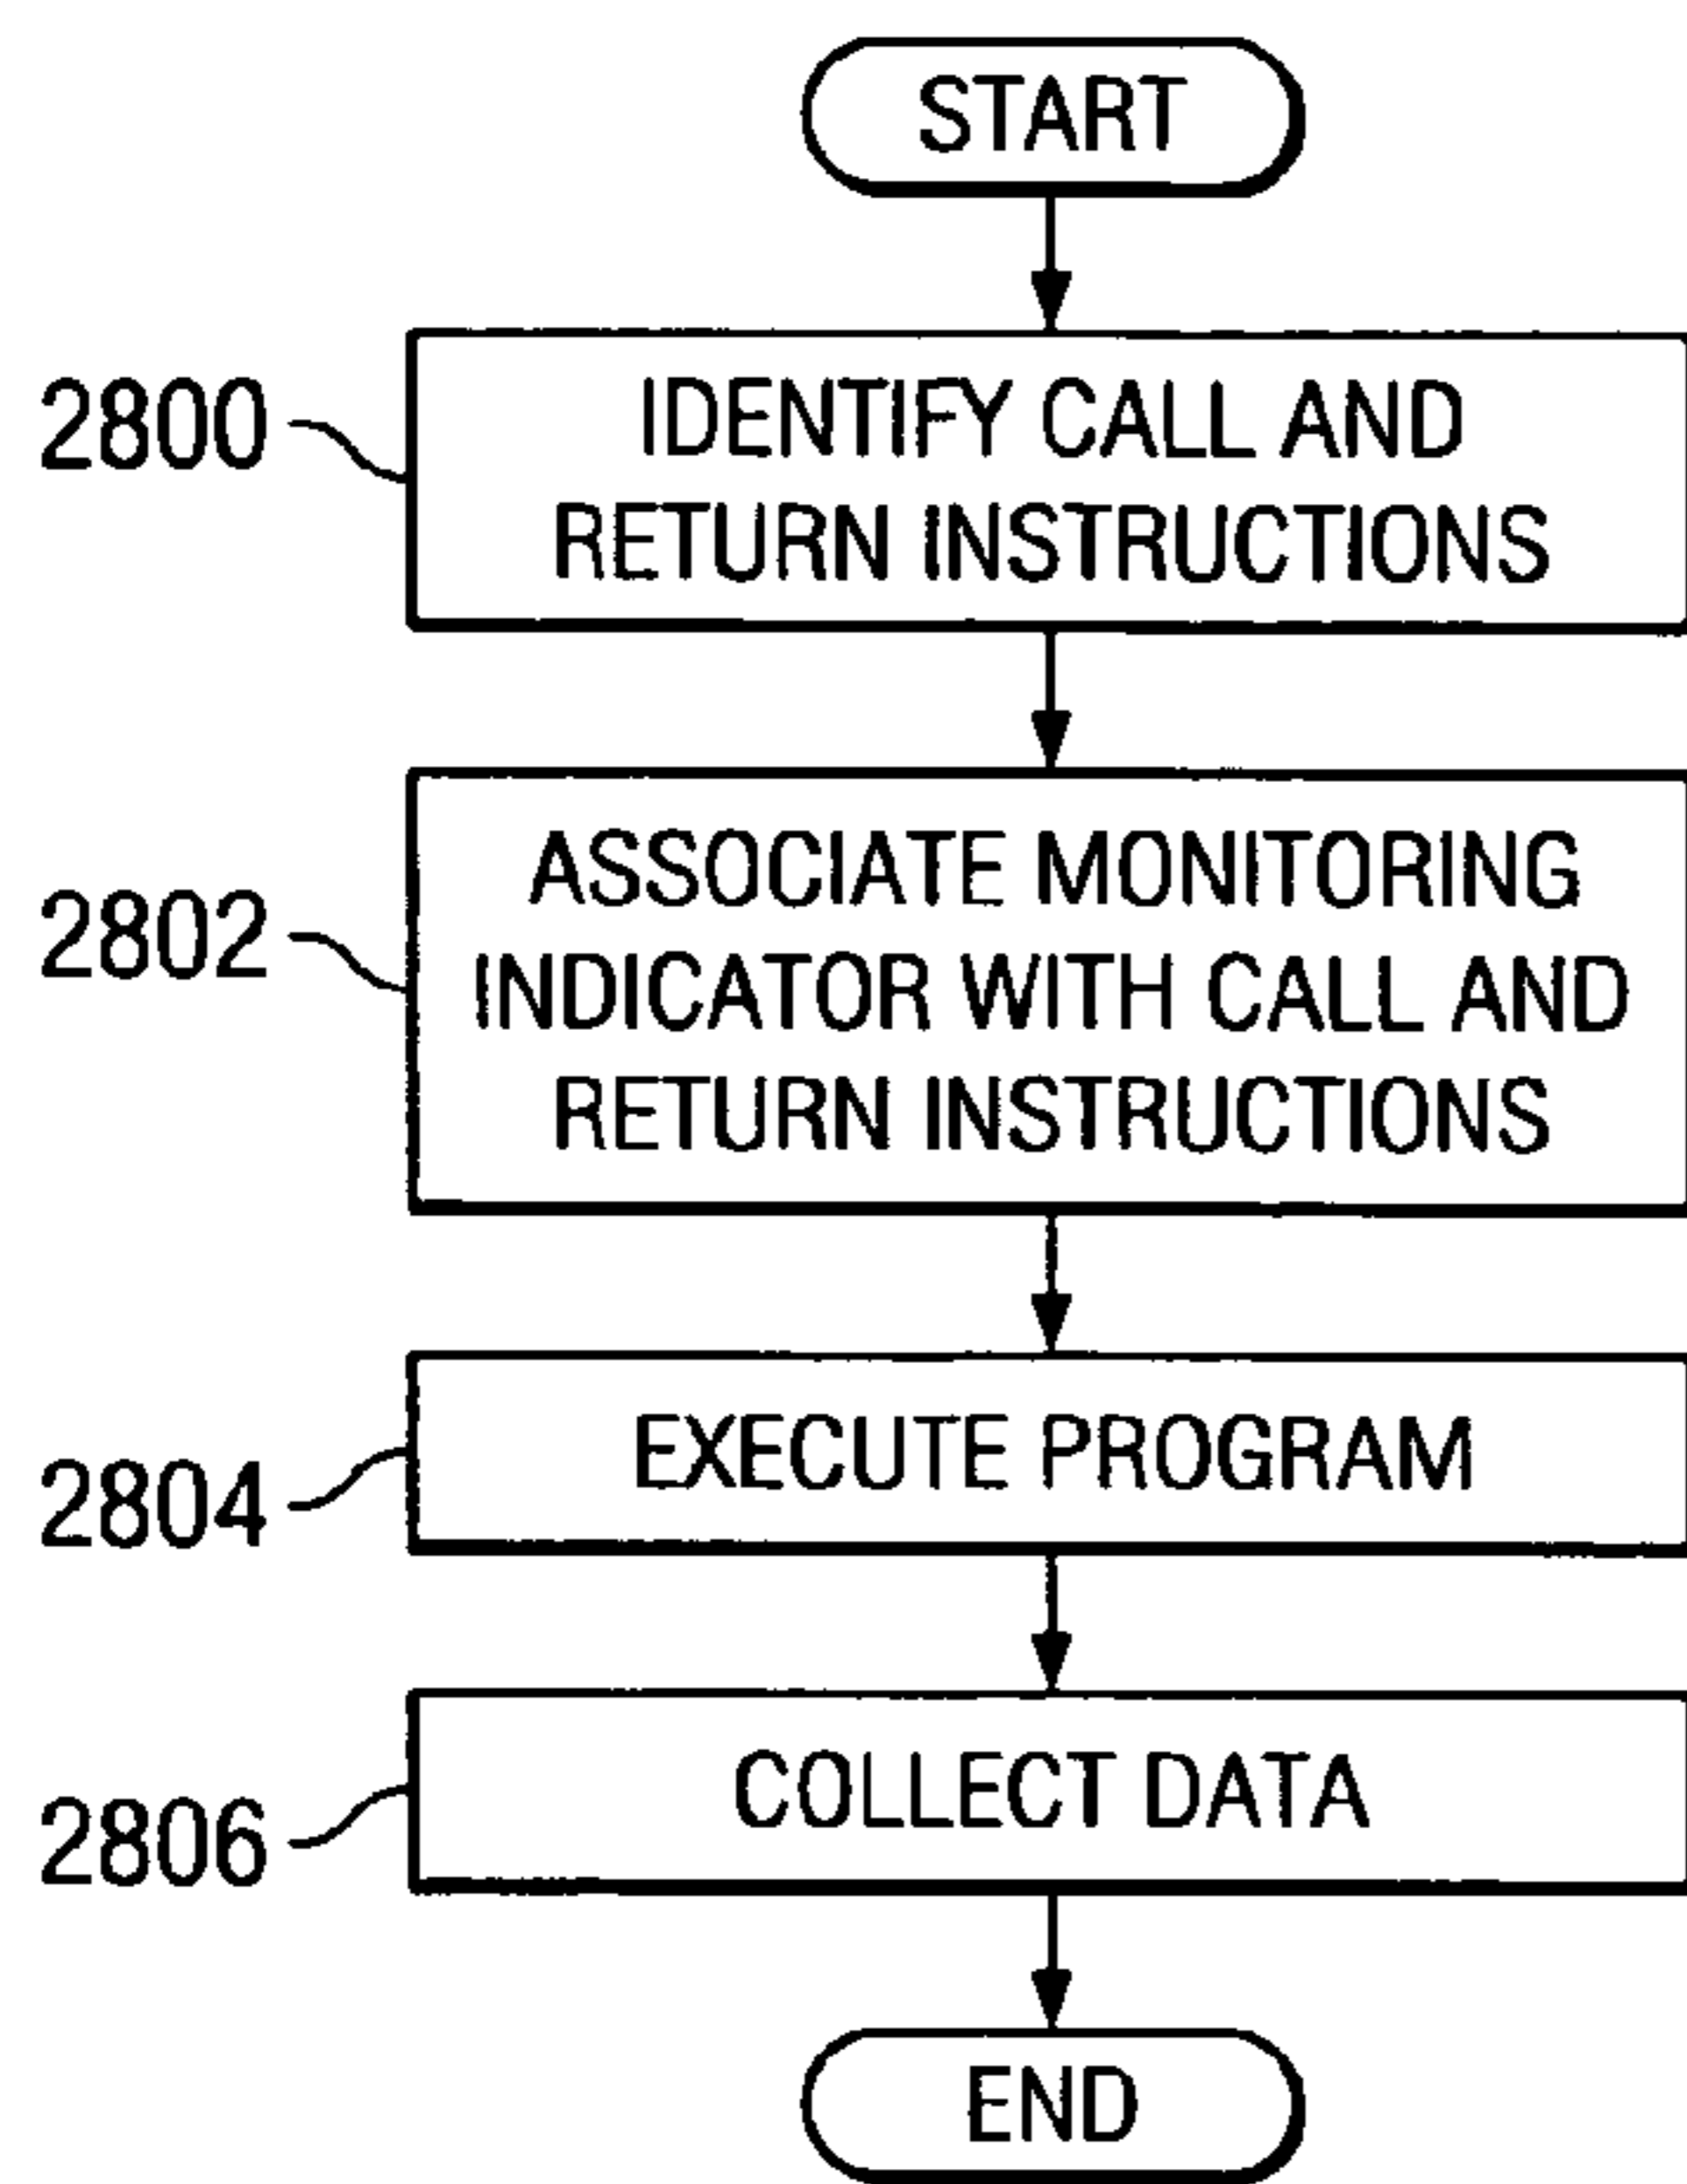 START
2800
IDENTIFY CALL AND
RETURN INSTRUCTIONS
2802
ASSOCIATE MONITORING
INDICATOR WITH CALL AND
RETURN INSTRUCTIONS
2804
EXECUTE PROGRAM
2806
COLLECT DATA
END